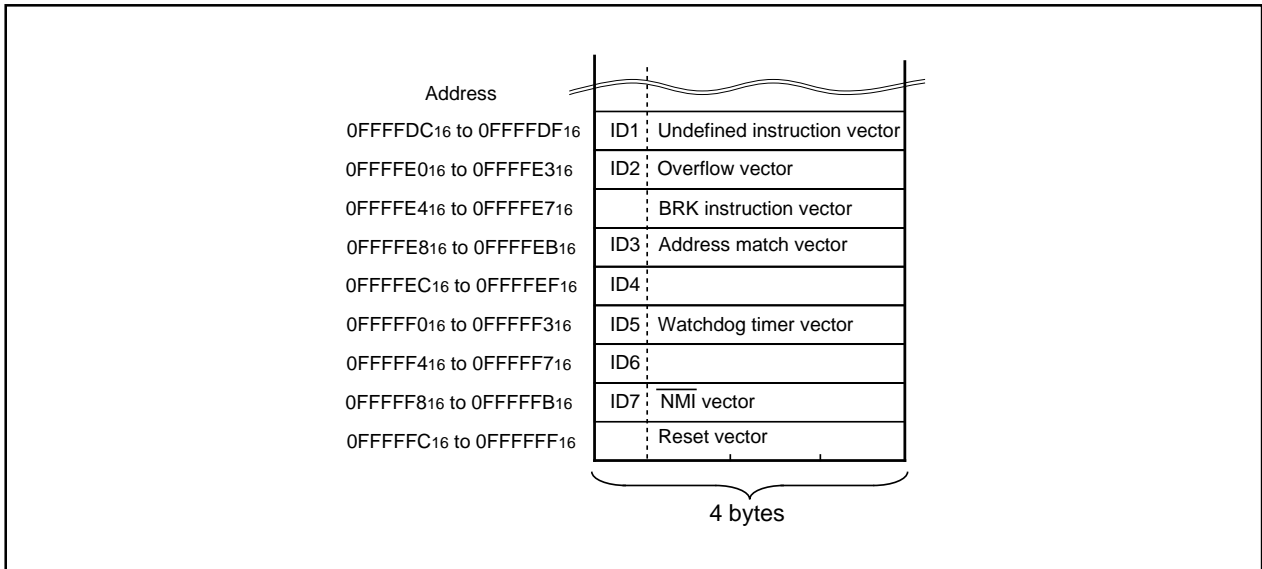 Address
0FFFFDC16 to 0FFFFDF16 ID1 Undefined instruction vector
0FFFFE016 to 0FFFFE316 ID2 Overflow vector
0FFFFE416 to 0FFFFE716 BRK instruction vector
0FFFFE816 to 0FFFFEB16 ID3 Address match vector
0FFFFEC16 to 0FFFFEF16 ID4
0FFFFF016 to 0FFFFF316 ID5 Watchdog timer vector
0FFFFF416 to 0FFFFF716 ID6
0FFFFF816 to 0FFFFFB16 ID7 NMI vector
0FFFFFC16 to 0FFFFFF16 Reset vector
4 bytes